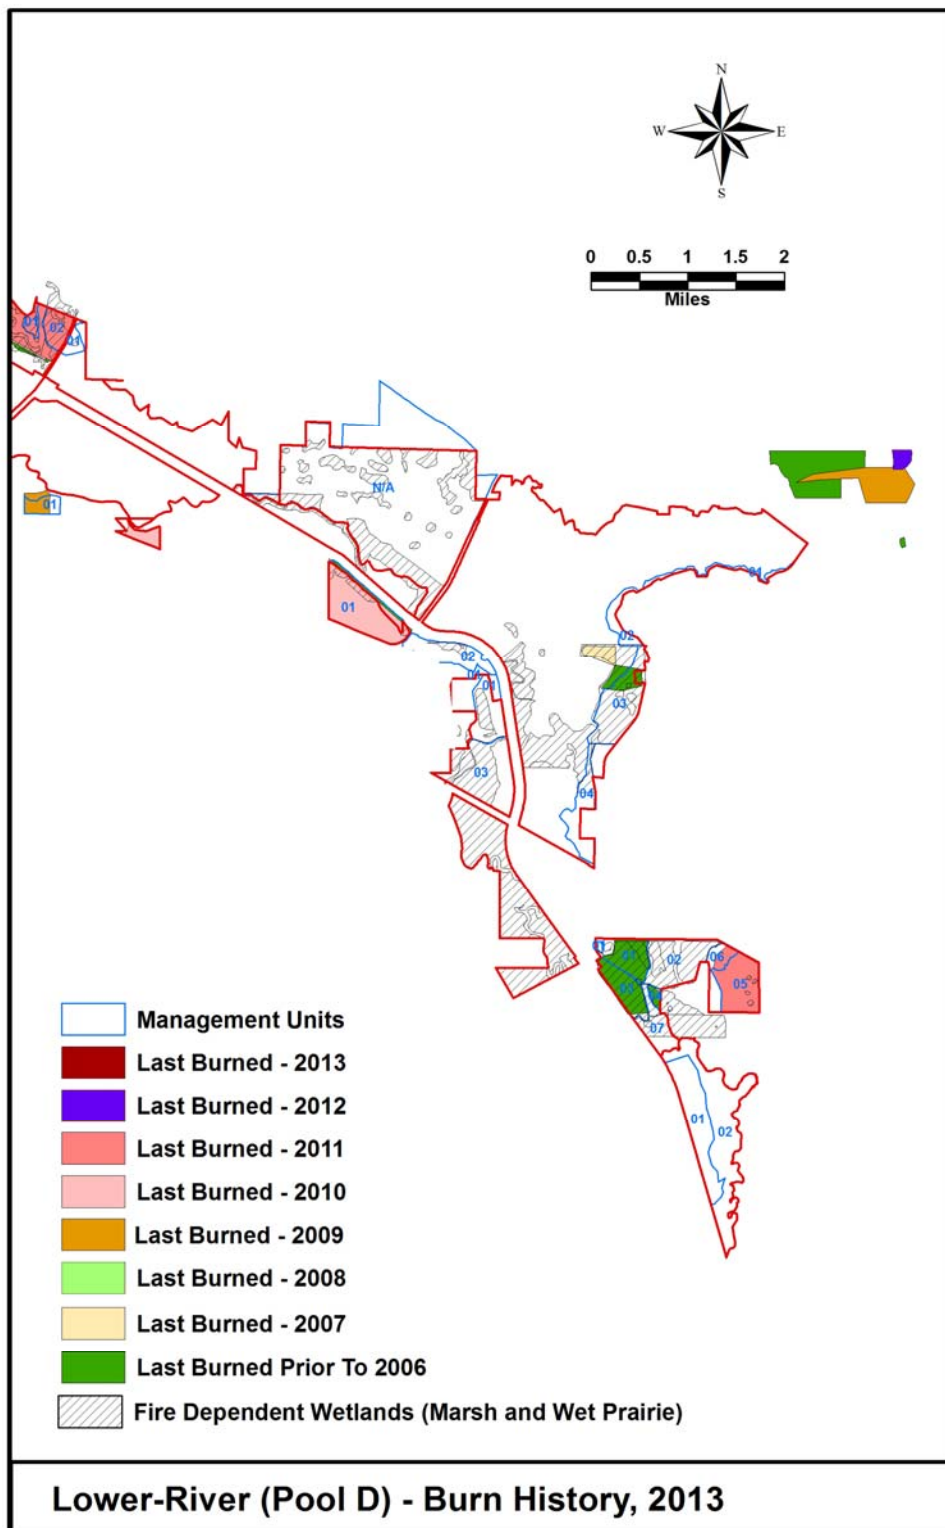 N
W E
S
0 0.5 1 1.5 2
Miles
01
02
01
N/A
01
01
01
02
02
01
03
03
04
01
02
06
05
07
01
02
Management Units
Last Burned - 2013
Last Burned - 2012
Last Burned - 2011
Last Burned - 2010
Last Burned - 2009
Last Burned - 2008
Last Burned - 2007
Last Burned Prior To 2006
Fire Dependent Wetlands (Marsh and Wet Prairie)
Lower-River (Pool D) - Burn History, 2013